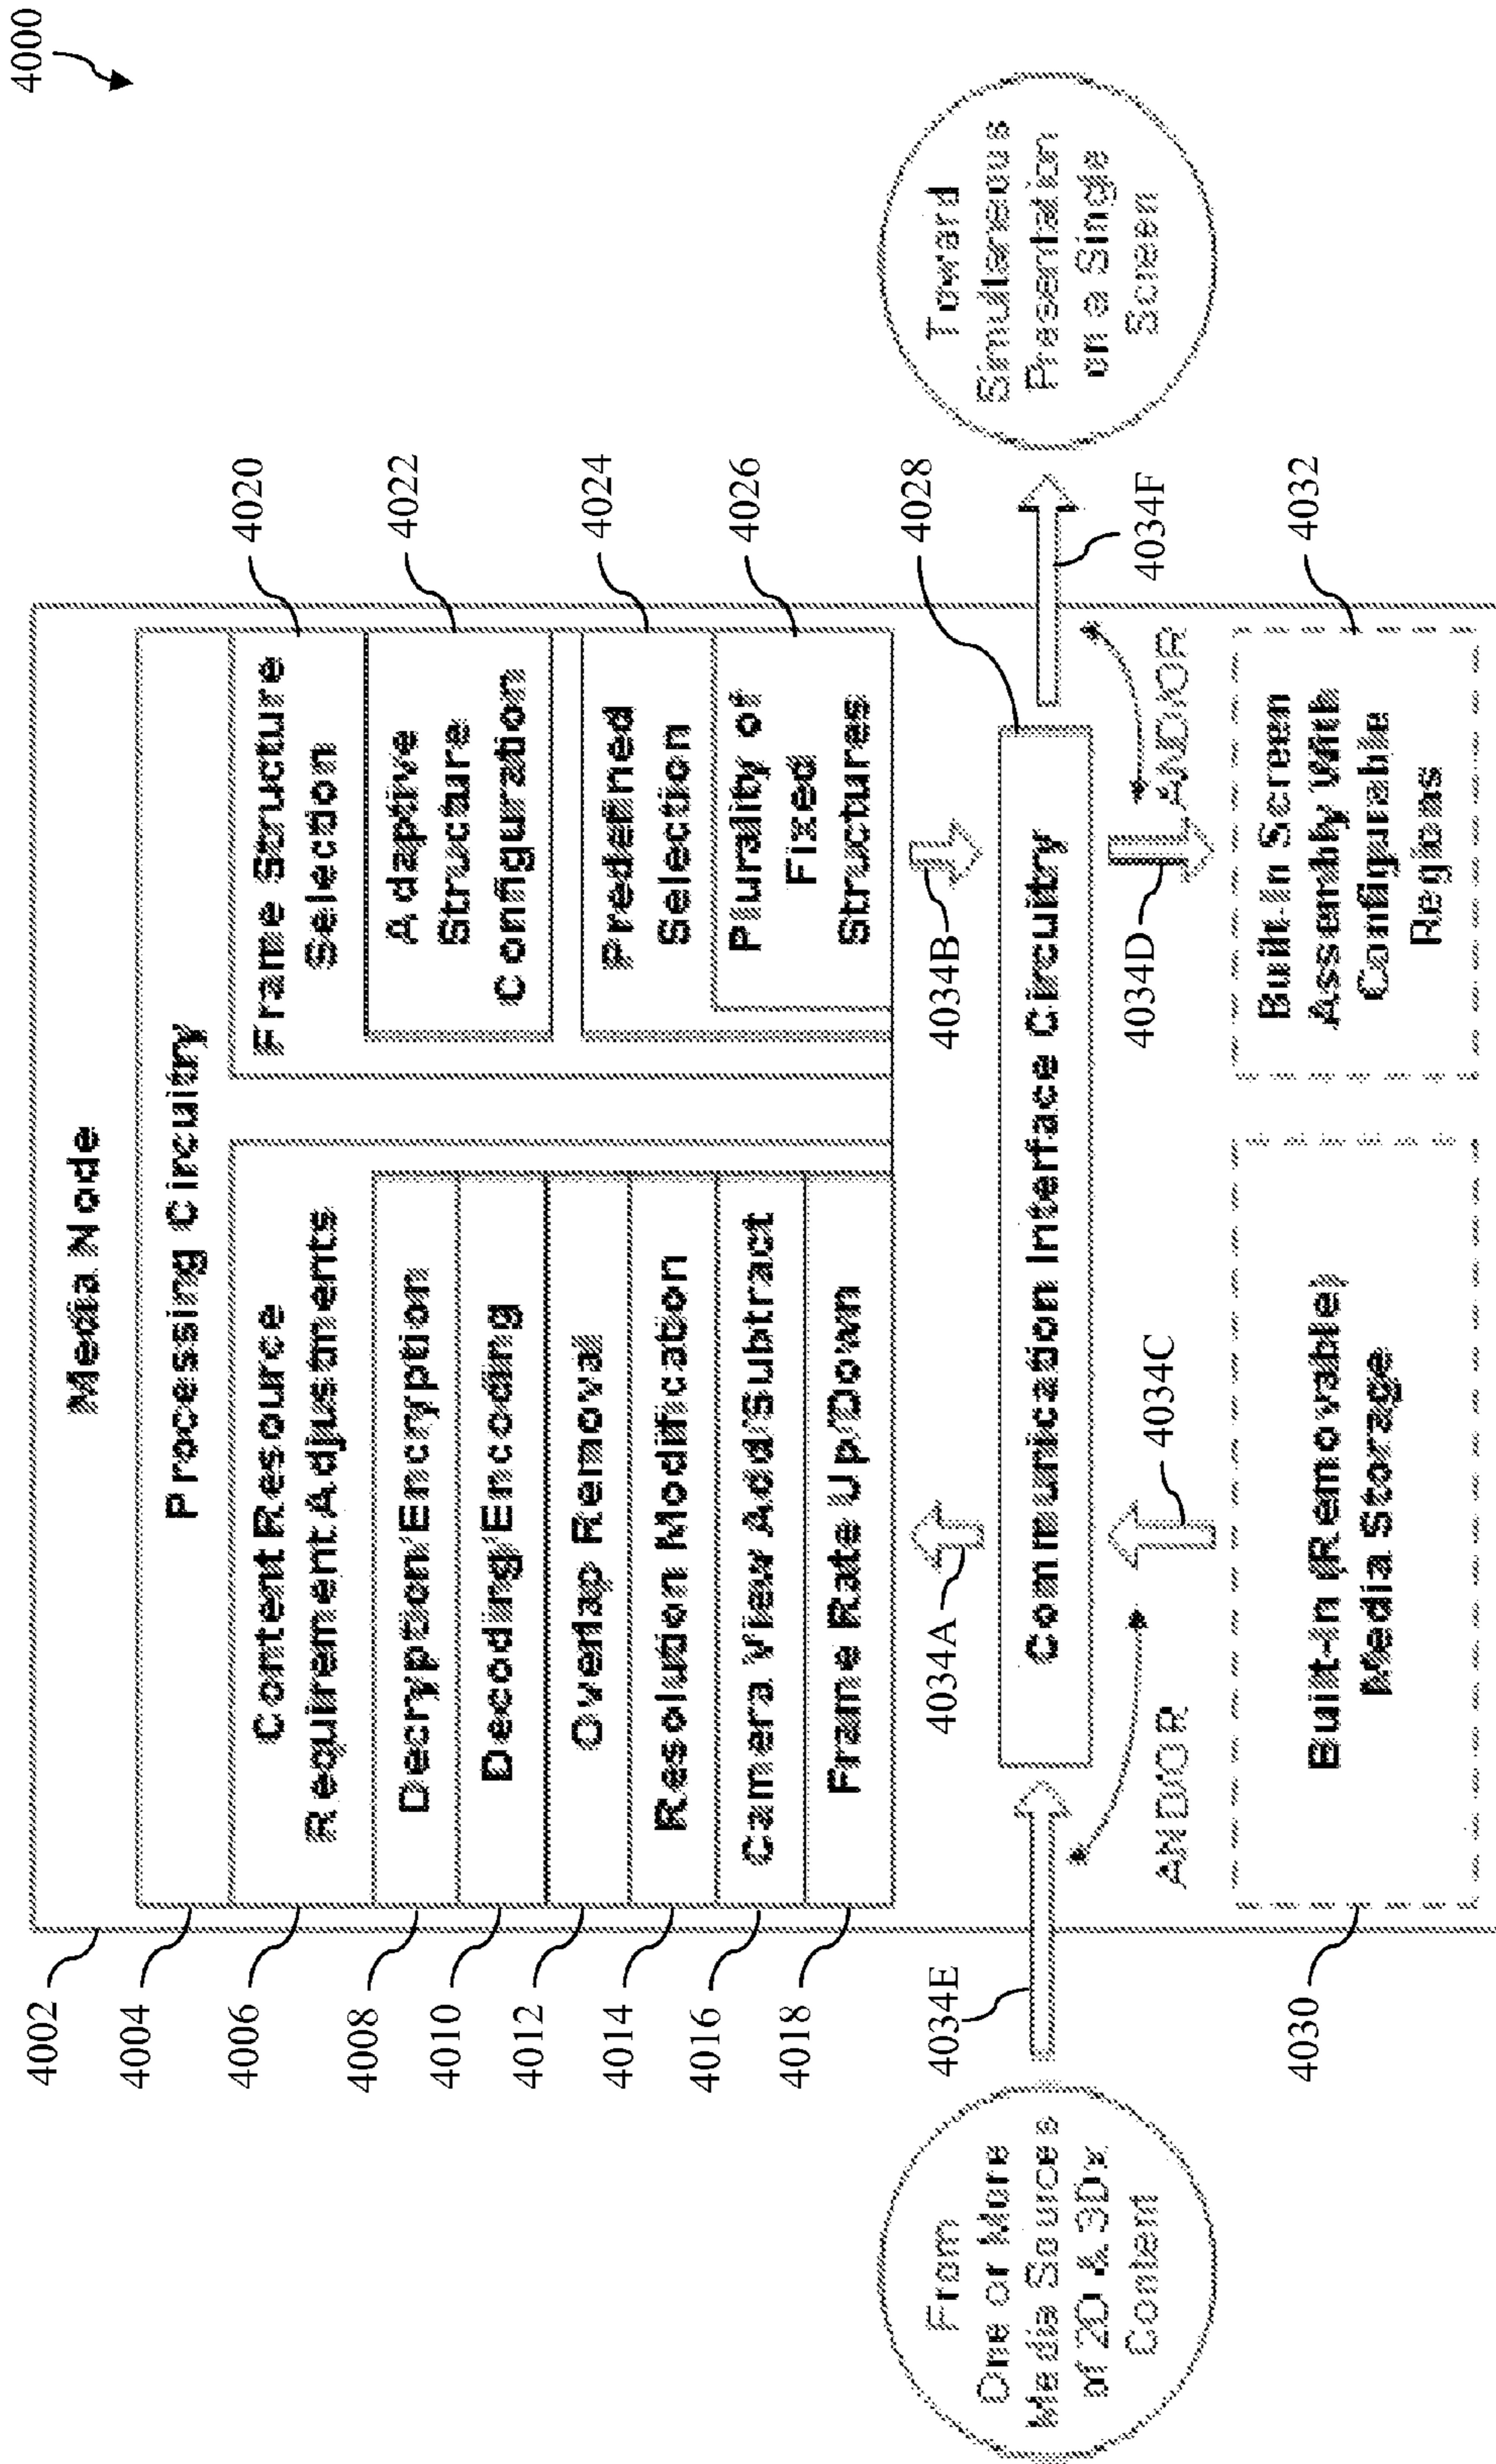 4000
Media Node
Processing Circuitry
Content Resource
Requirement Adjustments
Decryption/Encryption
Decoding/Encoding
Overlap Removal
Resolution Modification
Camera View Add/Subtract
Frame Rate Up/Down
Frame Structure
Selection
Adaptive
Structure
Configuration
Predefined
Selection
Plurality of
Fixed
Structures
4002
4004
4006
4008
4010
4012
4014
4016
4018
4020
4022
4024
4026
4028
4034A
4034B
Communication Interface Circuitry
4034E
From
One or More
Media Sources
of 2D & 3Dx
Content
4034F
Toward
Simultaneous
Presentation
on a Single
Screen
AND/OR
4034C
4034D
AND/OR
4030
Built-In (Removable)
Media Storage
Built-In Screen
Assembly With
Configurable
Regions
4032